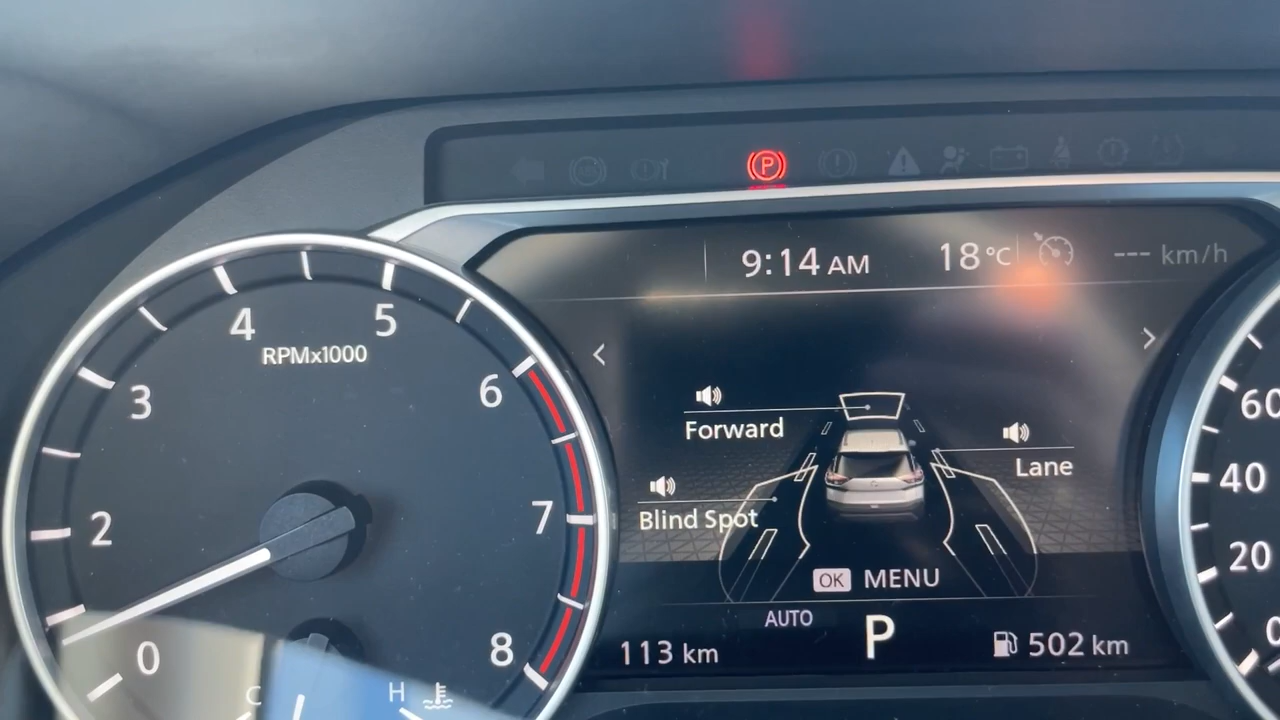 P
9:14 AM 18°C --- km/h
4 5
RPMx1000
3 6
2 7
0 8
C H
Forward
Lane
Blind Spot
OK MENU
AUTO
113 km P 502 km
60
40
20
0